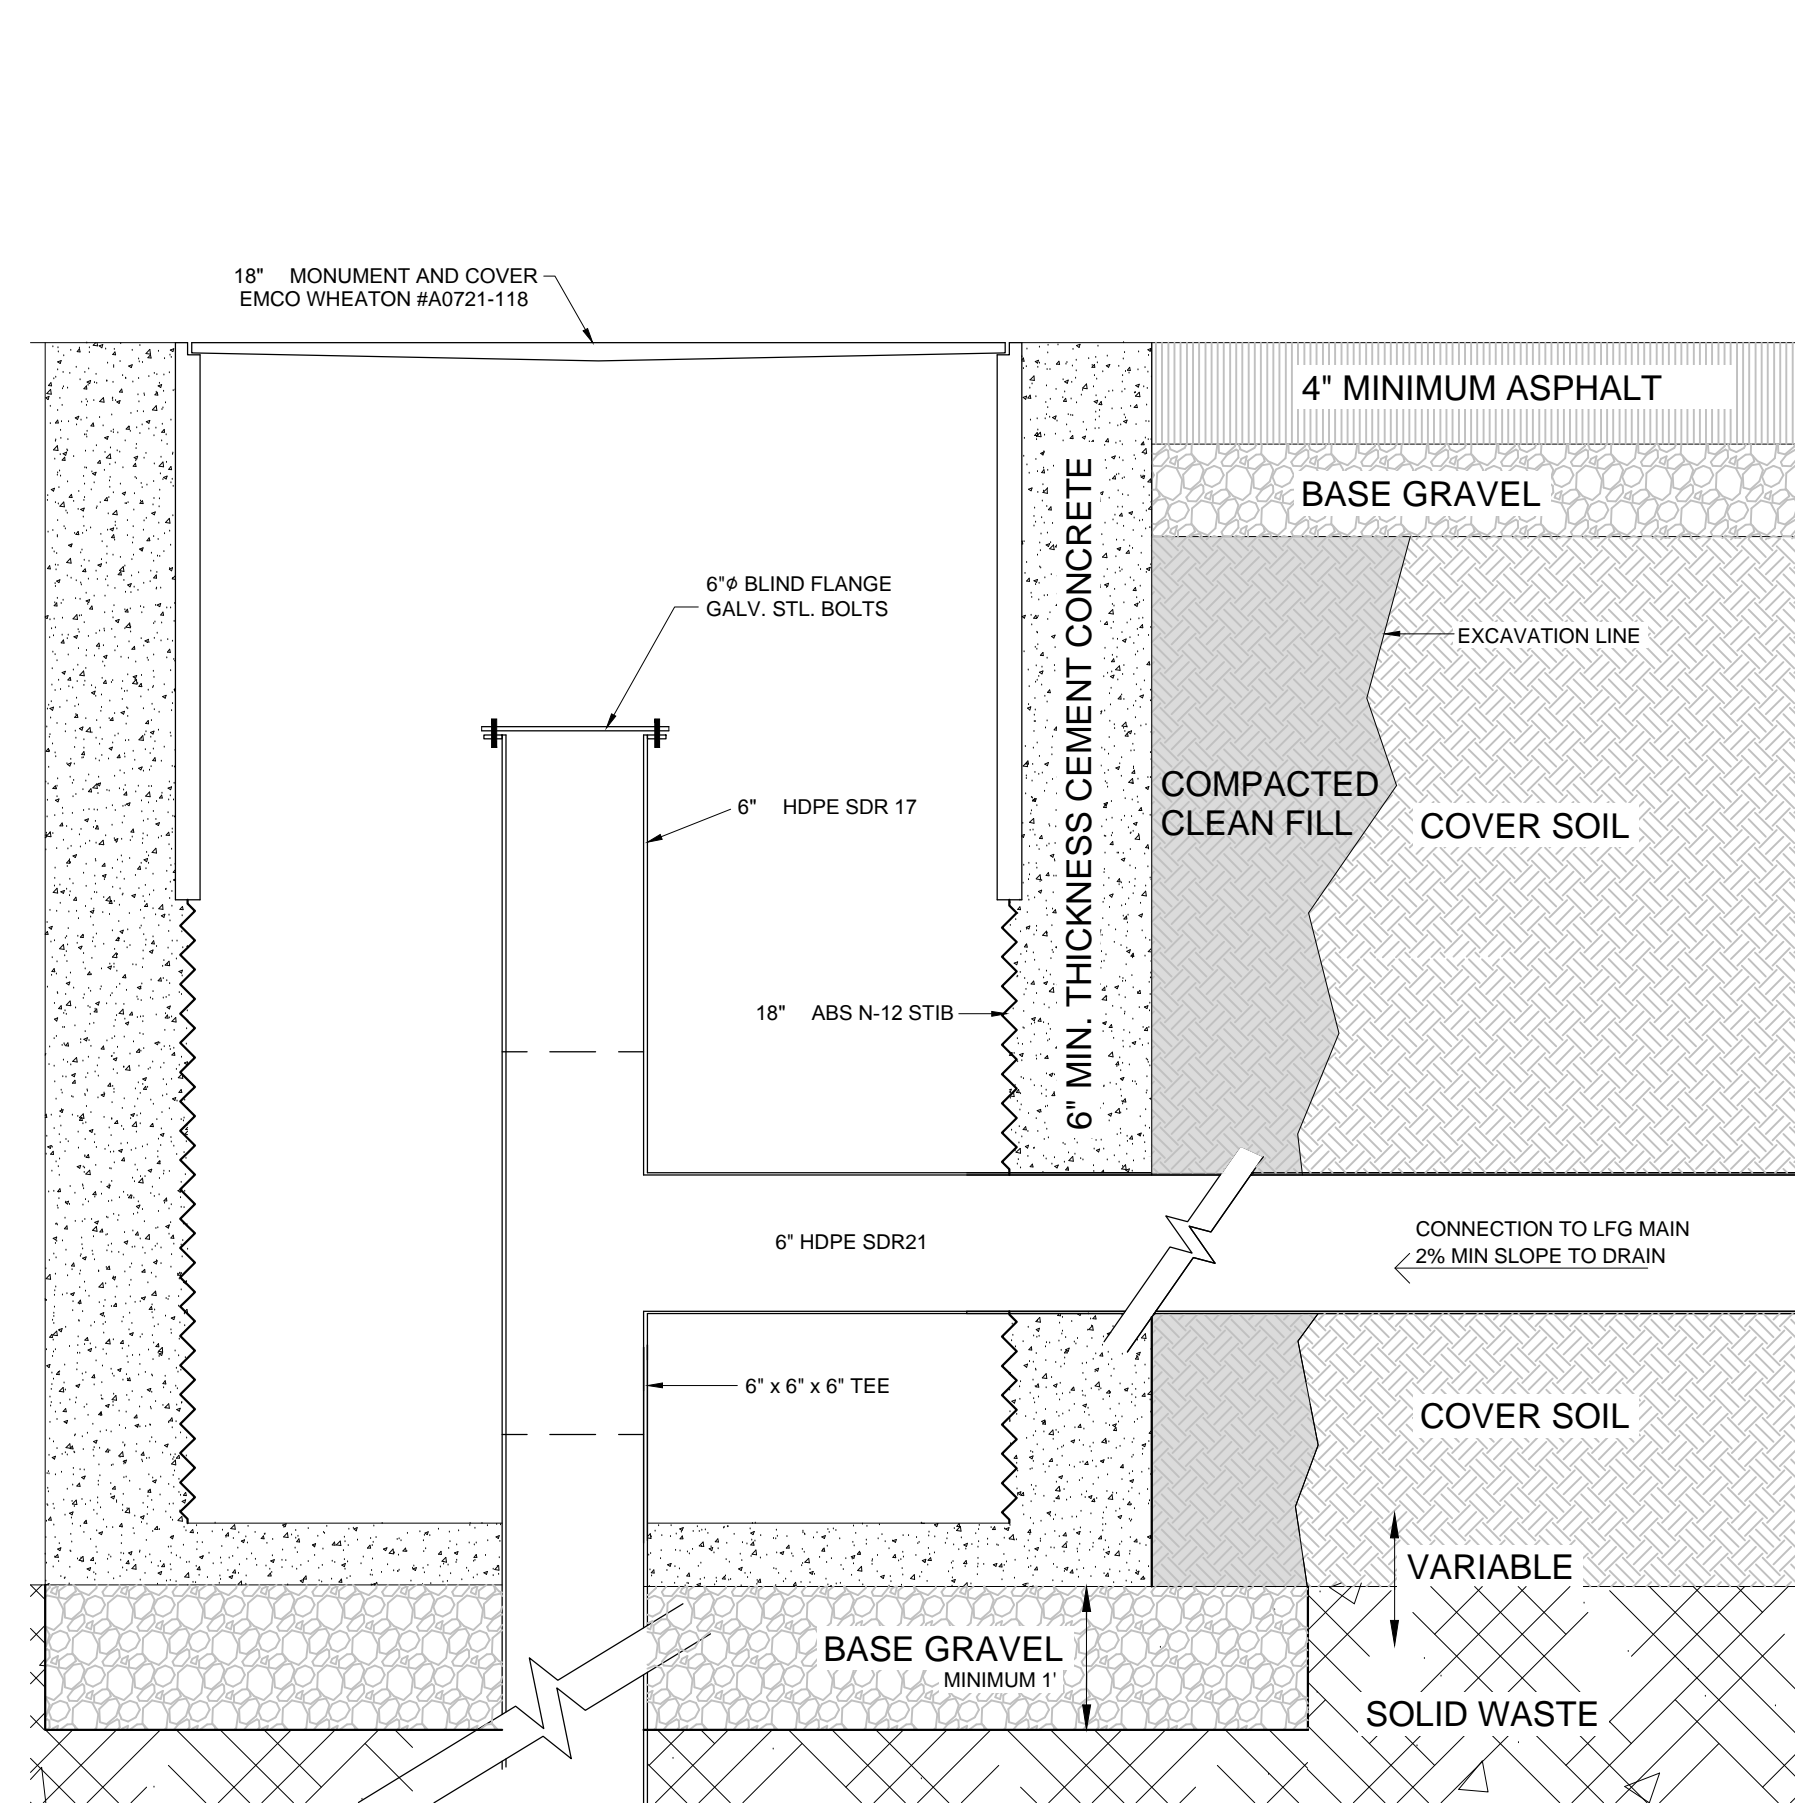 18" MONUMENT AND COVER
EMCO WHEATON #A0721-118
4" MINIMUM ASPHALT
BASE GRAVEL
6"ø BLIND FLANGE
GALV. STL. BOLTS
EXCAVATION LINE
6" MIN. THICKNESS CEMENT CONCRETE
COMPACTED
CLEAN FILL
COVER SOIL
6" HDPE SDR 17
18" ABS N-12 STIB
6" HDPE SDR21
CONNECTION TO LFG MAIN
2% MIN SLOPE TO DRAIN
6" x 6" x 6" TEE
COVER SOIL
VARIABLE
BASE GRAVEL
MINIMUM 1'
SOLID WASTE